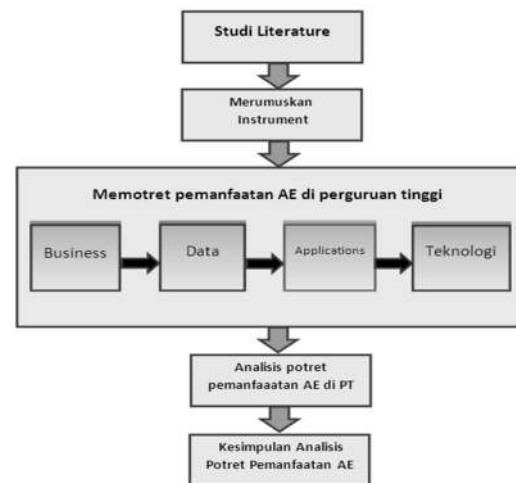 Studi Literature
Merumuskan
Instrument
Memotret pemanfaatan AE di perguruan tinggi
Business
Data
Applications
Teknologi
Analisis potret
pemanfaaatan AE di PT
Kesimpulan Analisis
Potret Pemanfaatan AE